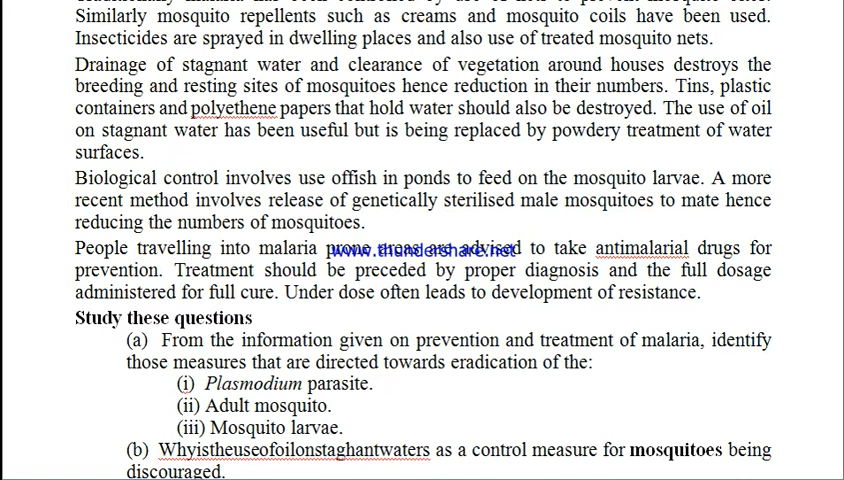 Similarly mosquito repellents such as creams and mosquito coils have been used.
Insecticides are sprayed in dwelling places and also use of treated mosquito nets.
Drainage of stagnant water and clearance of vegetation around houses destroys the
breeding and resting sites of mosquitoes hence reduction in their numbers. Tins, plastic
containers and polyethene papers that hold water should also be destroyed. The use of oil
on stagnant water has been useful but is being replaced by powdery treatment of water
surfaces.
Biological control involves use offish in ponds to feed on the mosquito larvae. A more
recent method involves release of genetically sterilised male mosquitoes to mate hence
reducing the numbers of mosquitoes.
People travelling into malaria prone areas are advised to take antimalarial drugs for
www.thundershare.net
prevention. Treatment should be preceded by proper diagnosis and the full dosage
administered for full cure. Under dose often leads to development of resistance.
Study these questions
(a) From the information given on prevention and treatment of malaria, identify
those measures that are directed towards eradication of the:
(i) Plasmodium parasite.
(ii) Adult mosquito.
(iii) Mosquito larvae.
(b) Whyistheuseofoilonstaghantwaters as a control measure for mosquitoes being
discouraged.